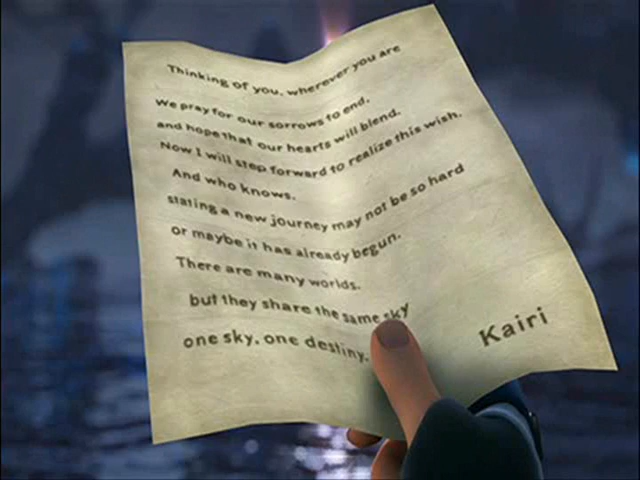 Thinking of you, wherever you are
We pray for our sorrows to end,
and hope that our hearts will blend.
Now I will step forward to realize this wish.
And who knows.
stating a new journey may not be so hard
or maybe it has already begun.
There are many worlds.
but they share the same sky
one sky, one destiny.
Kairi